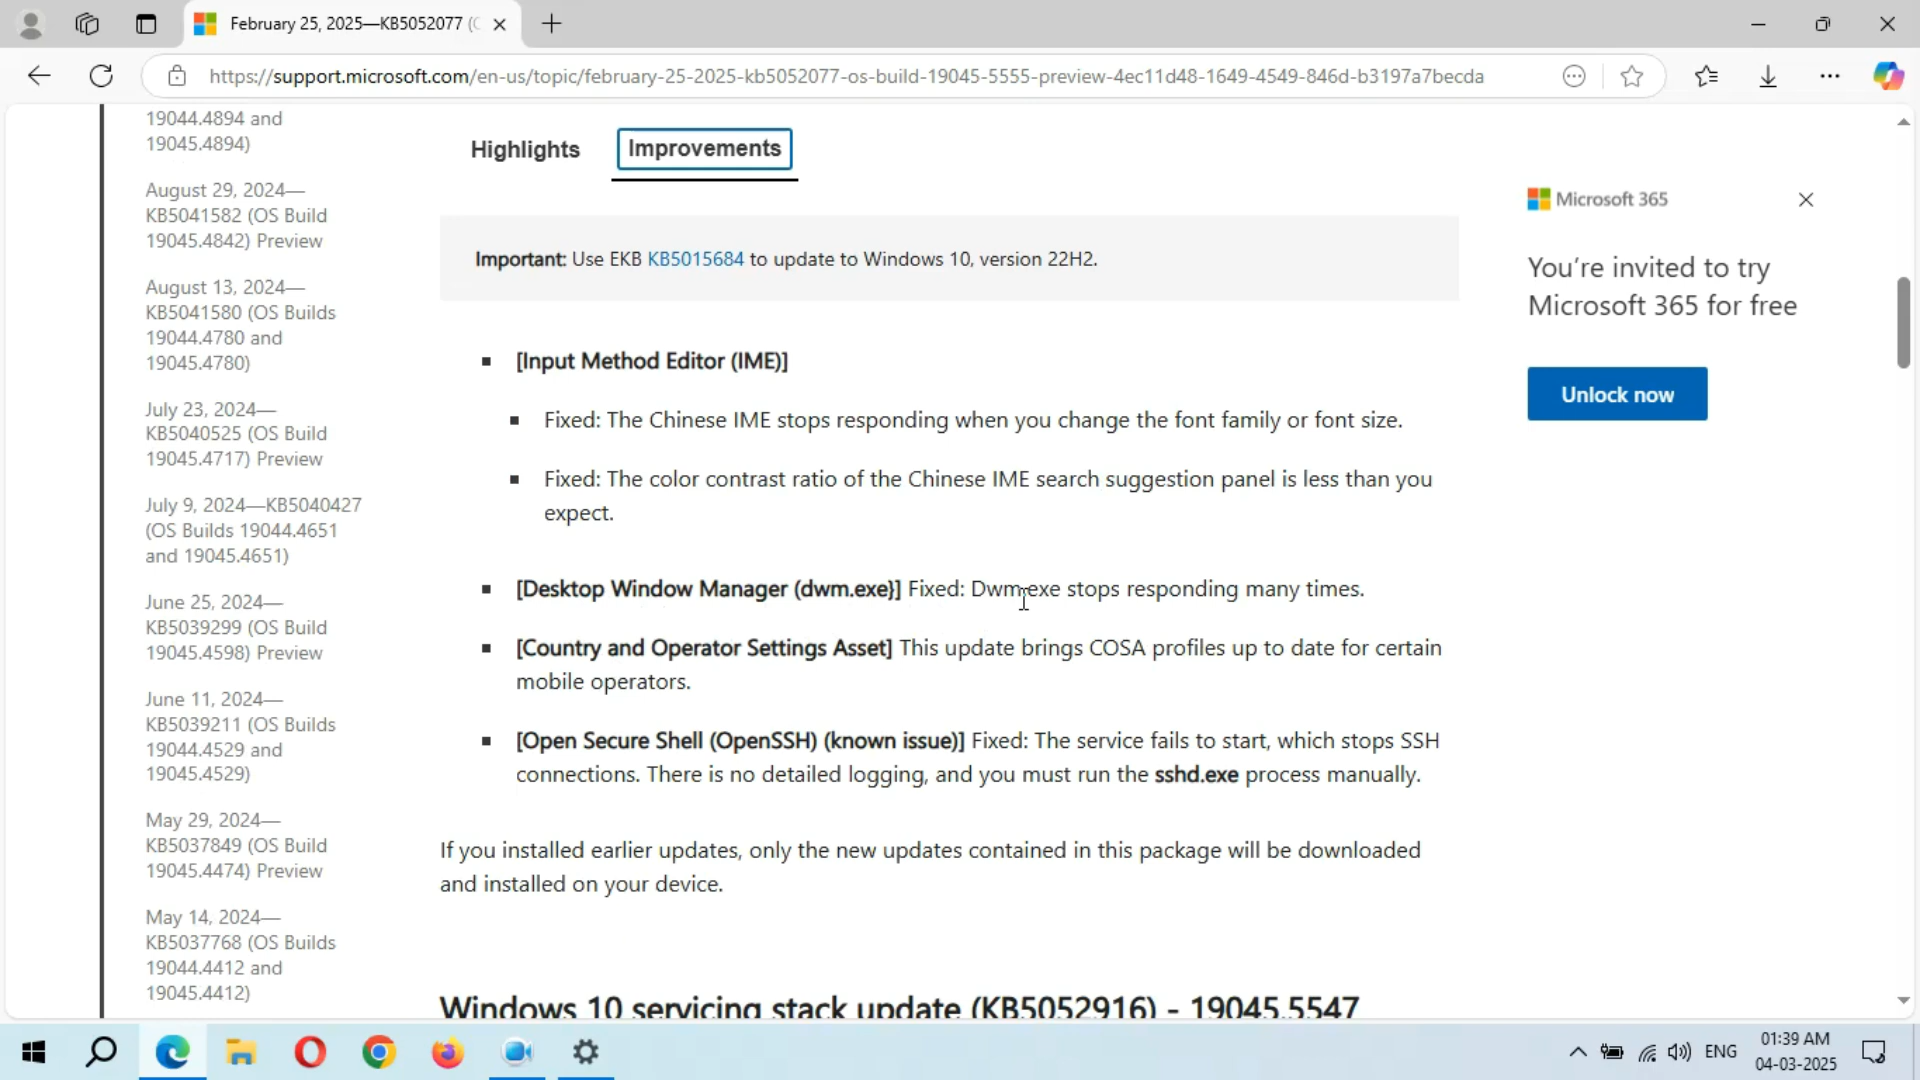 February 25, 2025—KB5052077 (
https://support.microsoft.com/en-us/topic/february-25-2025-kb5052077-os-build-19045-5555-preview-4ec11d48-1649-4549-846d-b3197a7becda
19044.4894 and
19045.4894)
August 29, 2024—
KB5041582 (OS Build
19045.4842) Preview
August 13, 2024—
KB5041580 (OS Builds
19044.4780 and
19045.4780)
July 23, 2024—
KB5040525 (OS Build
19045.4717) Preview
July 9, 2024—KB5040427
(OS Builds 19044.4651
and 19045.4651)
June 25, 2024—
KB5039299 (OS Build
19045.4598) Preview
June 11, 2024—
KB5039211 (OS Builds
19044.4529 and
19045.4529)
May 29, 2024—
KB5037849 (OS Build
19045.4474) Preview
May 14, 2024—
KB5037768 (OS Builds
19044.4412 and
19045.4412)
Highlights Improvements
Important: Use EKB KB5015684 to update to Windows 10, version 22H2.
[Input Method Editor (IME)]
Fixed: The Chinese IME stops responding when you change the font family or font size.
Fixed: The color contrast ratio of the Chinese IME search suggestion panel is less than you
expect.
[Desktop Window Manager (dwm.exe}] Fixed: Dwm.exe stops responding many times.
[Country and Operator Settings Asset] This update brings COSA profiles up to date for certain
mobile operators.
[Open Secure Shell (OpenSSH) (known issue)] Fixed: The service fails to start, which stops SSH
connections. There is no detailed logging, and you must run the sshd.exe process manually.
If you installed earlier updates, only the new updates contained in this package will be downloaded
and installed on your device.
Windows 10 servicing stack update (KB5052916) - 19045.5547
Microsoft 365
You're invited to try
Microsoft 365 for free
Unlock now
ENG
01:39 AM
04-03-2025